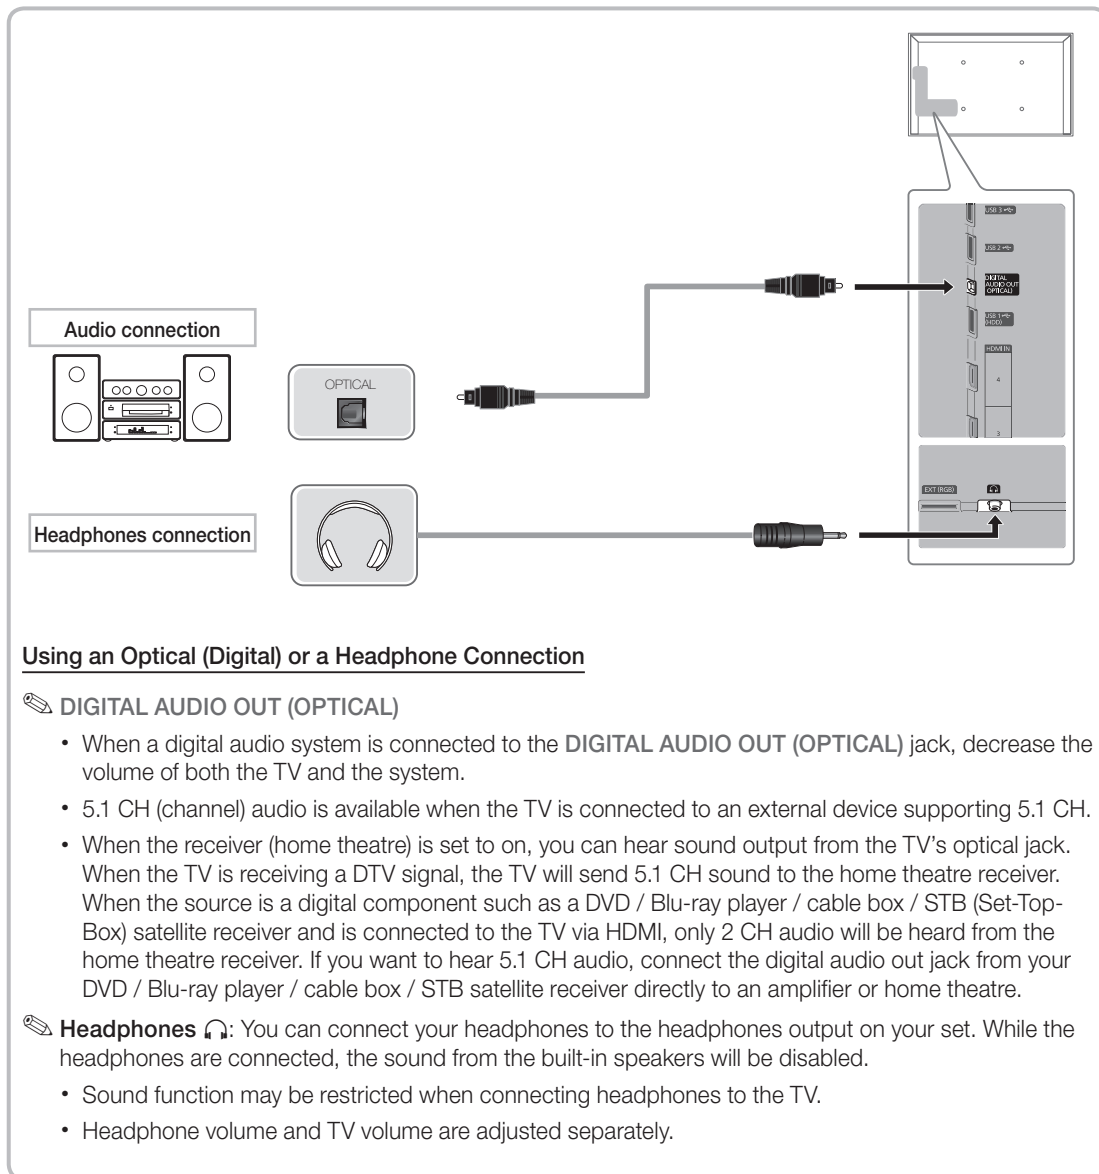 USB 3
USB 2
DIGITAL
AUDIO OUT
(OPTICAL)
USB 1
(HDD)
HDMI IN
4
3
Audio connection
OPTICAL
EXT (RGB)
Headphones connection
Using an Optical (Digital) or a Headphone Connection
DIGITAL AUDIO OUT (OPTICAL)
• When a digital audio system is connected to the DIGITAL AUDIO OUT (OPTICAL) jack, decrease the
volume of both the TV and the system.
• 5.1 CH (channel) audio is available when the TV is connected to an external device supporting 5.1 CH.
• When the receiver (home theatre) is set to on, you can hear sound output from the TV’s optical jack.
When the TV is receiving a DTV signal, the TV will send 5.1 CH sound to the home theatre receiver.
When the source is a digital component such as a DVD / Blu-ray player / cable box / STB (Set-Top-
Box) satellite receiver and is connected to the TV via HDMI, only 2 CH audio will be heard from the
home theatre receiver. If you want to hear 5.1 CH audio, connect the digital audio out jack from your
DVD / Blu-ray player / cable box / STB satellite receiver directly to an amplifier or home theatre.
Headphones : You can connect your headphones to the headphones output on your set. While the
headphones are connected, the sound from the built-in speakers will be disabled.
• Sound function may be restricted when connecting headphones to the TV.
• Headphone volume and TV volume are adjusted separately.